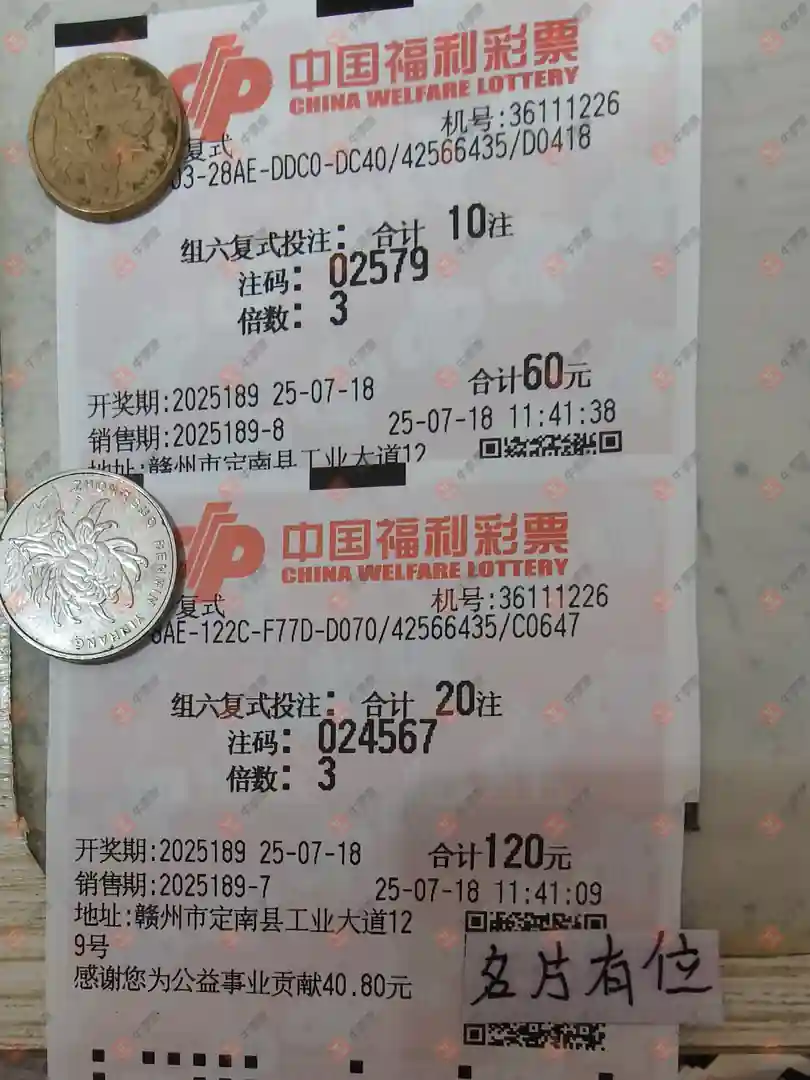 中国福利彩票
CHINA WELFARE LOTTERY
机号:36111226
复式
03-28AE-DDC0-DC40/42566435/D0418
组六复式投注: 合计 10注
注码: 02579
倍数: 3
合计60元
开奖期:2025189 25-07-18
销售期:2025189-8 25-07-18 11:41:38
地址:赣州市定南县工业大道12
中国福利彩票
CHINA WELFARE LOTTERY
机号:36111226
复式
8AE-122C-F77D-D070/42566435/C0647
组六复式投注: 合计 20注
注码: 024567
倍数: 3
开奖期:2025189 25-07-18 合计120元
销售期:2025189-7 25-07-18 11:41:09
地址:赣州市定南县工业大道12
9号
感谢您为公益事业贡献40.80元
名片有位
ZHONGGUO RENMIN YINHANG